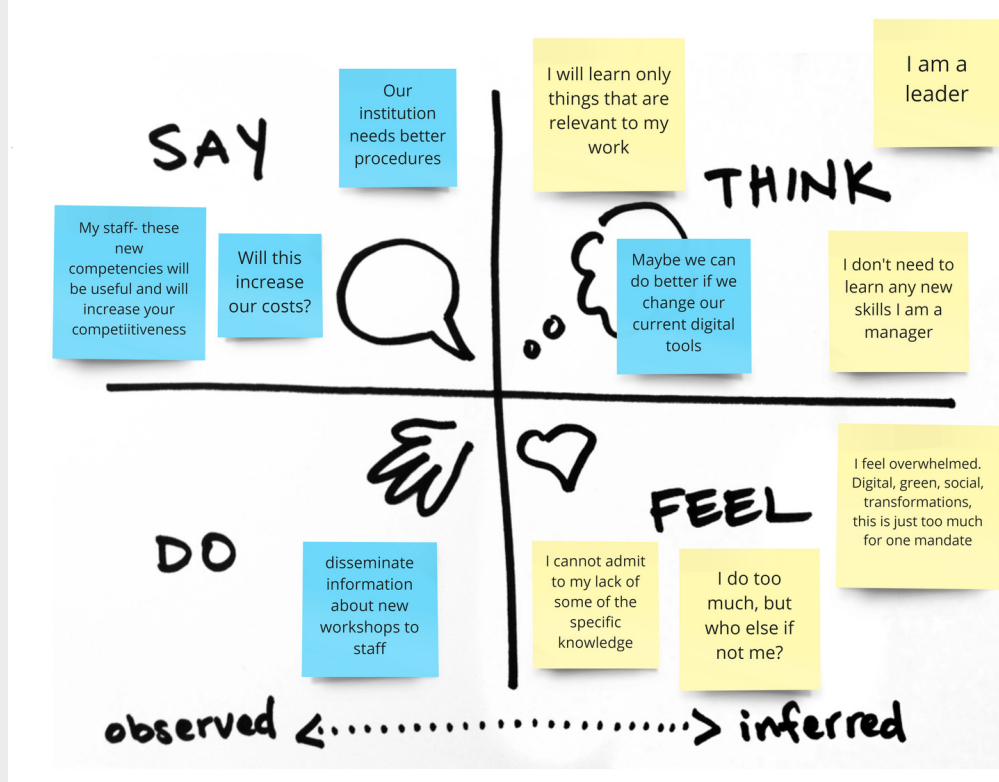 SAY
Our
institution
needs better
procedures
My staff- these
new
competencies will
be useful and will
increase your
competiitiveness
Will this
increase
our costs?
I will learn only
things that are
relevant to my
work
I am a
leader
THINK
Maybe we can
do better if we
change our
current digital
tools
I don't need to
learn any new
skills I am a
manager
DO
disseminate
information
about new
workshops to
staff
FEEL
I feel overwhelmed.
Digital, green, social,
transformations,
this is just too much
for one mandate
I cannot admit
to my lack of
some of the
specific
knowledge
I do too
much, but
who else if
not me?
observed
inferred